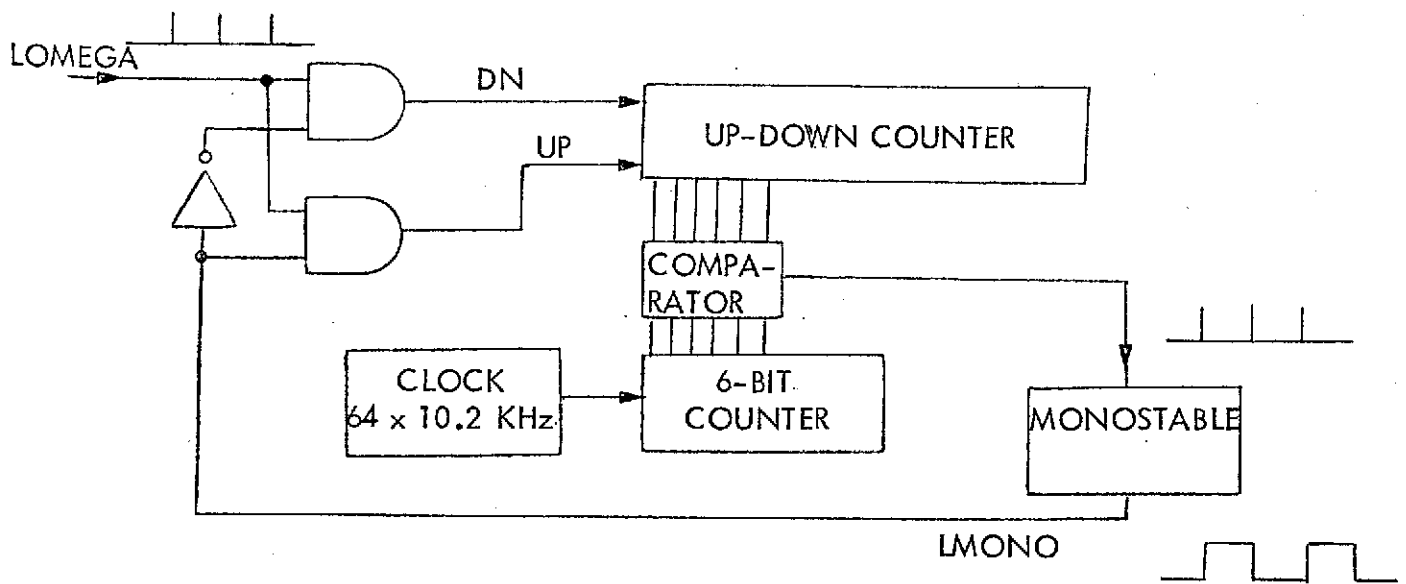 LOMEGA
DN
UP-DOWN COUNTER
UP
COMPA-
RATOR
CLOCK
64 x 10.2 KHz
6-BIT
COUNTER
MONOSTABLE
LMONO